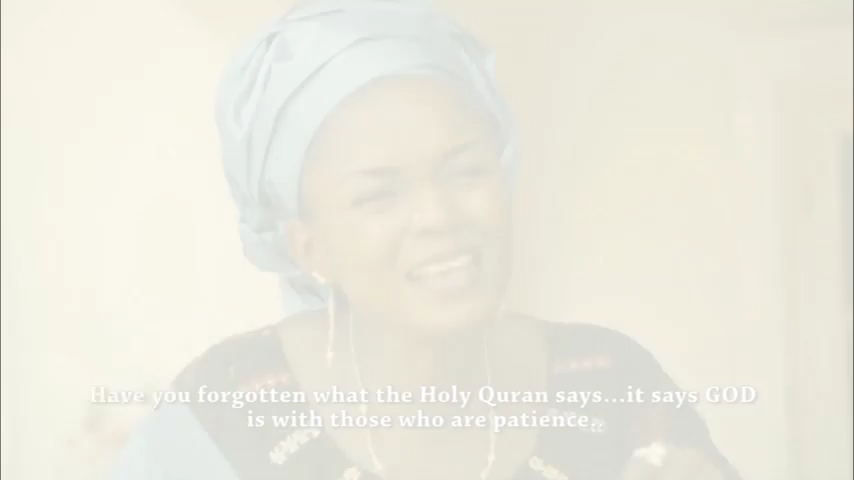 Have you forgotten what the Holy Quran says...it says GOD
is with those who are patience..